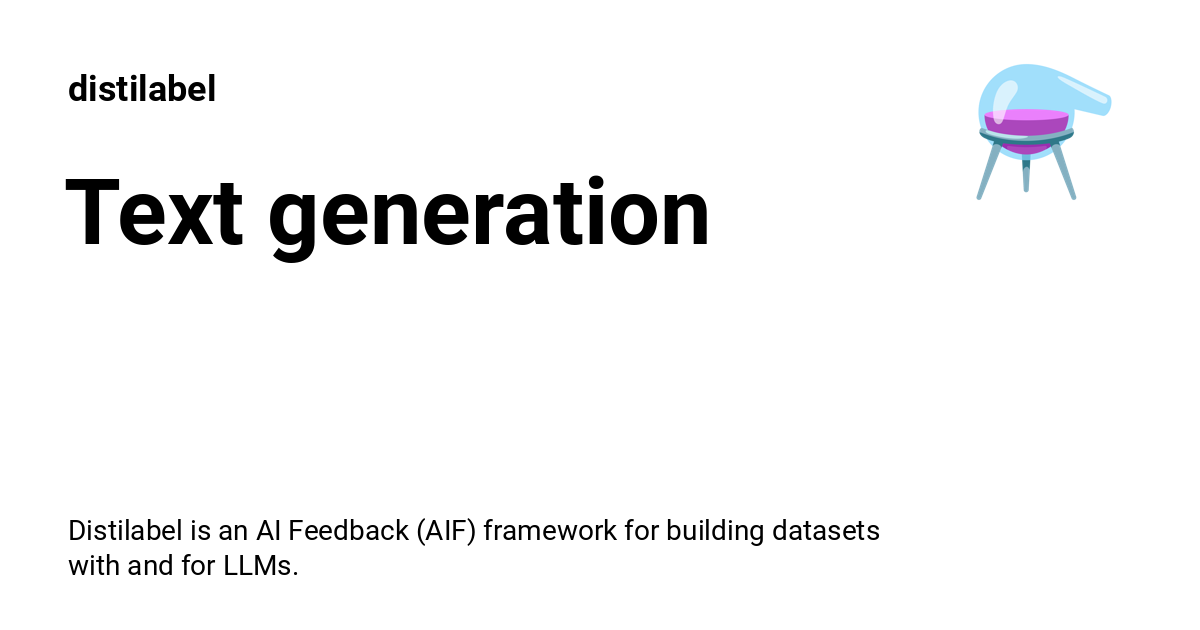 distilabel
Text generation
Distilabel is an AI Feedback (AIF) framework for building datasets
with and for LLMs.